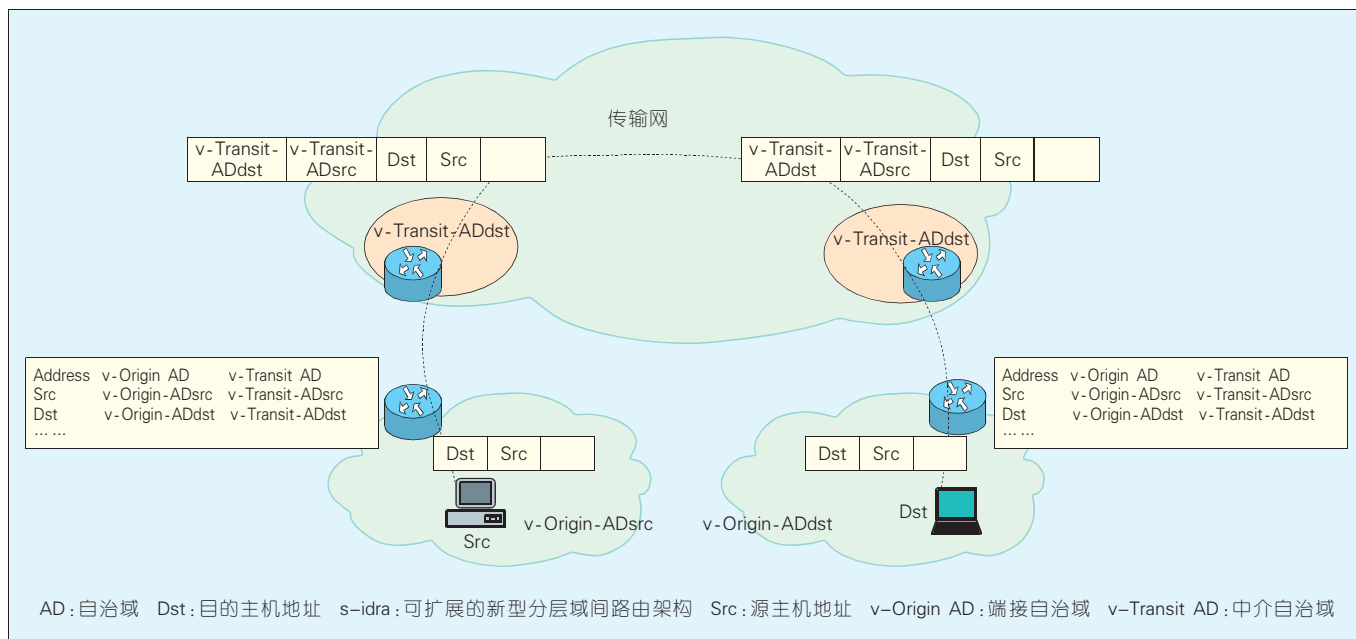 传输网
v-Transit-ADdst v-Transit-ADsrc Dst Src
v-Transit-ADdst v-Transit-ADsrc Dst Src
v-Transit-ADdst
v-Transit-ADdst
Address v-Origin AD v-Transit AD
Src v-Origin-ADsrc v-Transit-ADsrc
Dst v-Origin-ADdst v-Transit-ADdst
… …
Address v-Origin AD v-Transit AD
Src v-Origin-ADsrc v-Transit-ADsrc
Dst v-Origin-ADdst v-Transit-ADdst
… …
Dst Src
Dst Src
Src
v-Origin-ADsrc
v-Origin-ADdst
Dst
AD:自治域 Dst:目的主机地址 s-idra:可扩展的新型分层域间路由架构 Src:源主机地址 v-Origin AD:端接自治域 v-Transit AD:中介自治域